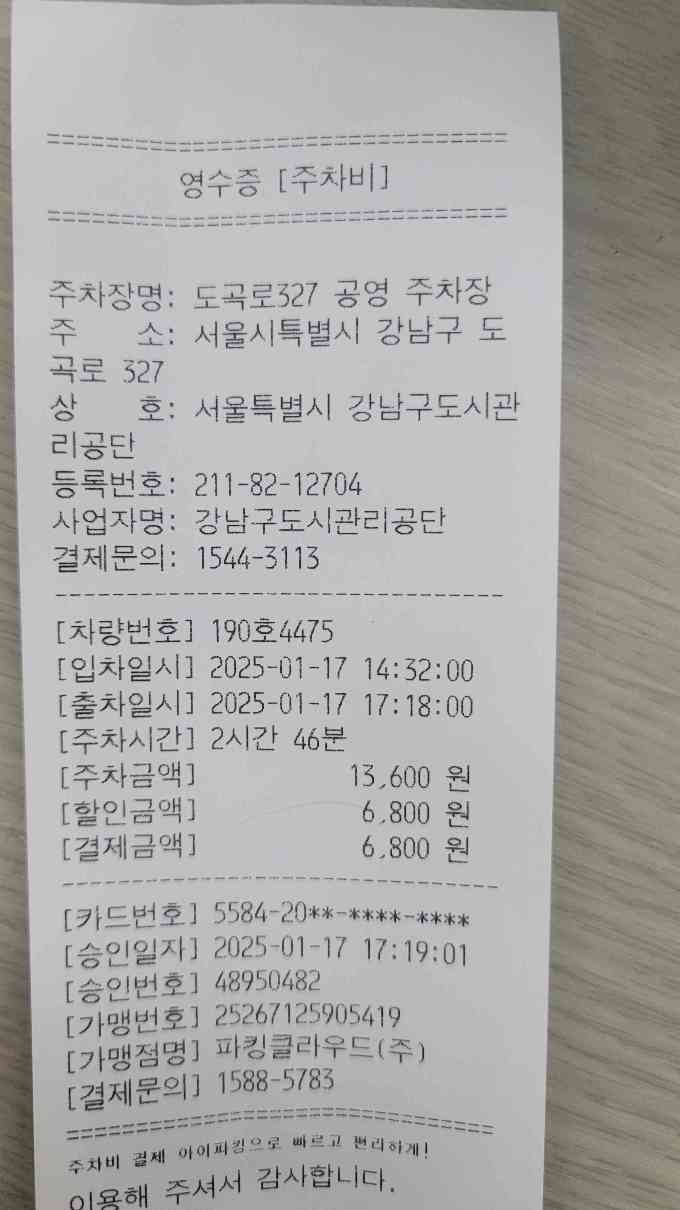 ================================
영수증 [주차비]
================================
주차장명: 도곡로327 공영 주차장
주 소: 서울시특별시 강남구 도
곡로 327
상 호: 서울특별시 강남구도시관
리공단
등록번호: 211-82-12704
사업자명: 강남구도시관리공단
결제문의: 1544-3113
--------------------------------
[차량번호] 190호4475
[입차일시] 2025-01-17 14:32:00
[출차일시] 2025-01-17 17:18:00
[주차시간] 2시간 46분
[주차금액] 13,600 원
[할인금액] 6,800 원
[결제금액] 6,800 원
--------------------------------
[카드번호] 5584-20**-****-****
[승인일자] 2025-01-17 17:19:01
[승인번호] 48950482
[가맹번호] 25267125905419
[가맹점명] 파킹클라우드(주)
[결제문의] 1588-5783
================================
주차비 결제 아이파킹으로 빠르고 편리하게!
이용해 주셔서 감사합니다.